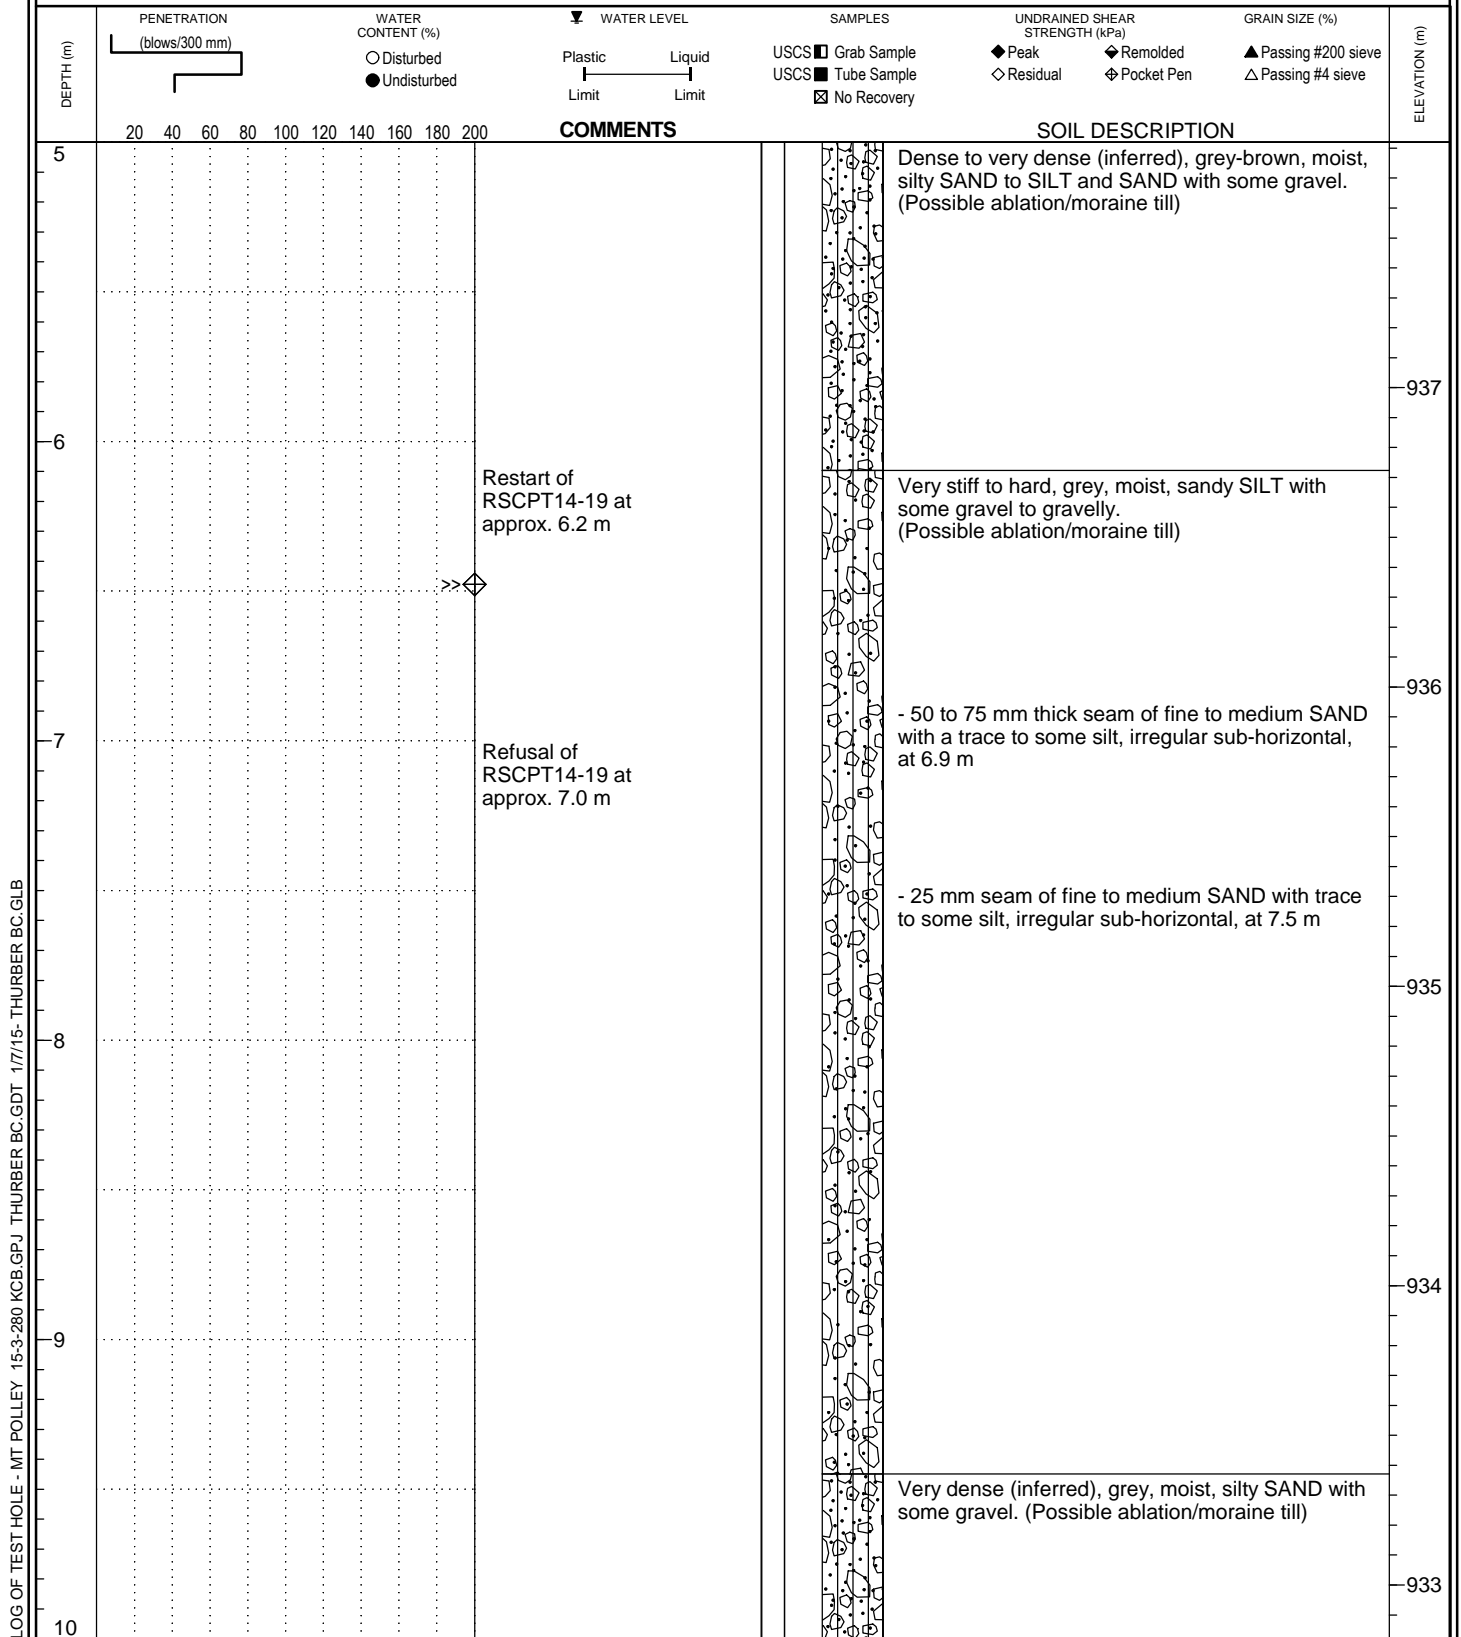 PENETRATION
(blows/300 mm)
WATER
CONTENT (%)
Disturbed
Undisturbed
WATER LEVEL
Plastic Liquid
Limit Limit
SAMPLES
USCS Grab Sample
USCS Tube Sample
No Recovery
UNDRAINED SHEAR
STRENGTH (kPa)
Peak Remolded
Residual Pocket Pen
GRAIN SIZE (%)
Passing #200 sieve
Passing #4 sieve
DEPTH (m)
ELEVATION (m)
20 40 60 80 100 120 140 160 180 200
COMMENTS
SOIL DESCRIPTION
5
Dense to very dense (inferred), grey-brown, moist,
silty SAND to SILT and SAND with some gravel.
(Possible ablation/moraine till)
937
6
Restart of
RSCPT14-19 at
approx. 6.2 m
Very stiff to hard, grey, moist, sandy SILT with
some gravel to gravelly.
(Possible ablation/moraine till)
>>
936
- 50 to 75 mm thick seam of fine to medium SAND
with a trace to some silt, irregular sub-horizontal,
at 6.9 m
7
Refusal of
RSCPT14-19 at
approx. 7.0 m
- 25 mm seam of fine to medium SAND with trace
to some silt, irregular sub-horizontal, at 7.5 m
935
8
934
9
Very dense (inferred), grey, moist, silty SAND with
some gravel. (Possible ablation/moraine till)
933
10
LOG OF TEST HOLE - MT POLLEY 15-3-280 KCB.GPJ THURBER BC.GDT 1/7/15- THURBER BC.GLB